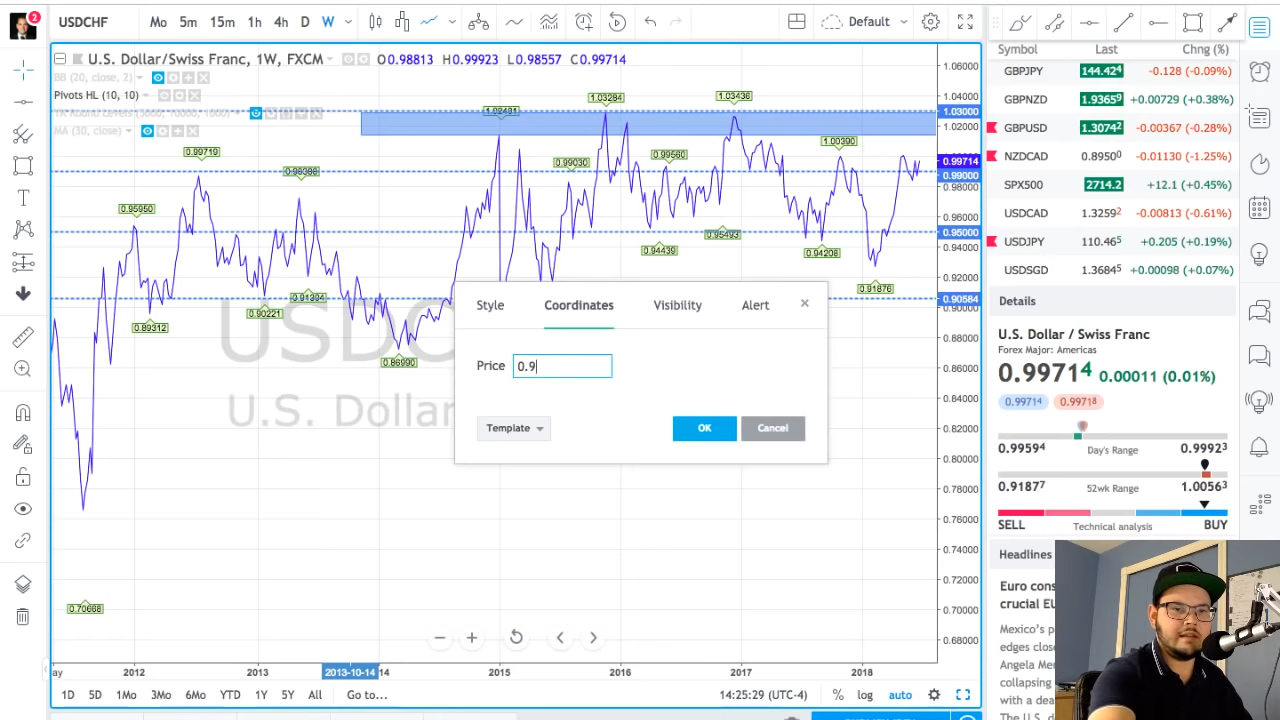 2
USDCHF
Mo 5m 15m 1h 4h D W
Default
U.S. Dollar/Swiss Franc, 1W, FXCM
O0.98813 H0.99923 L0.98557 C0.99714
BB (20, close, 2)
Pivots HL (10, 10)
MA (30, close)
1.02491
1.03284
1.03436
0.99719
0.98388
0.99030
0.99560
1.00390
0.95950
0.94439
0.95493
0.94208
0.91876
0.89312
0.90221
0.91304
0.86990
0.70668
USDC
U.S. Dollar
1.06000
1.04000
1.03000
1.02000
1.00000
0.99714
0.99000
0.98000
0.96000
0.95000
0.94000
0.92000
0.90584
0.88000
0.86000
0.84000
0.82000
0.80000
0.78000
0.76000
0.74000
0.72000
0.70000
0.68000
Style Coordinates Visibility Alert ×
Price 0.9
Template OK Cancel
ay 2012 2013 2013-10-14 14 2015 2016 2017 2018
1D 5D 1Mo 3Mo 6Mo YTD 1Y 5Y All Go to...
14:25:29 (UTC-4) % log auto
Symbol Last Chng (%)
GBPJPY 144.424 -0.128 (-0.09%)
GBPNZD 1.93659 +0.00729 (+0.38%)
GBPUSD 1.30742 -0.00367 (-0.28%)
NZDCAD 0.89500 -0.01130 (-1.25%)
SPX500 2714.2 +12.1 (+0.45%)
USDCAD 1.32592 -0.00813 (-0.61%)
USDJPY 110.465 +0.205 (+0.19%)
USDSGD 1.36845 +0.00098 (+0.07%)
Details
U.S. Dollar / Swiss Franc
Forex Major: Americas
0.99714 0.00011 (0.01%)
0.99714 0.99718
0.99594 Day's Range 0.99923
0.91877 52wk Range 1.00563
SELL Technical analysis BUY
Headlines
Euro cons
crucial EU
Mexico's p
edges close
Angela Mer
collapsing
with a dea
The U.S. d